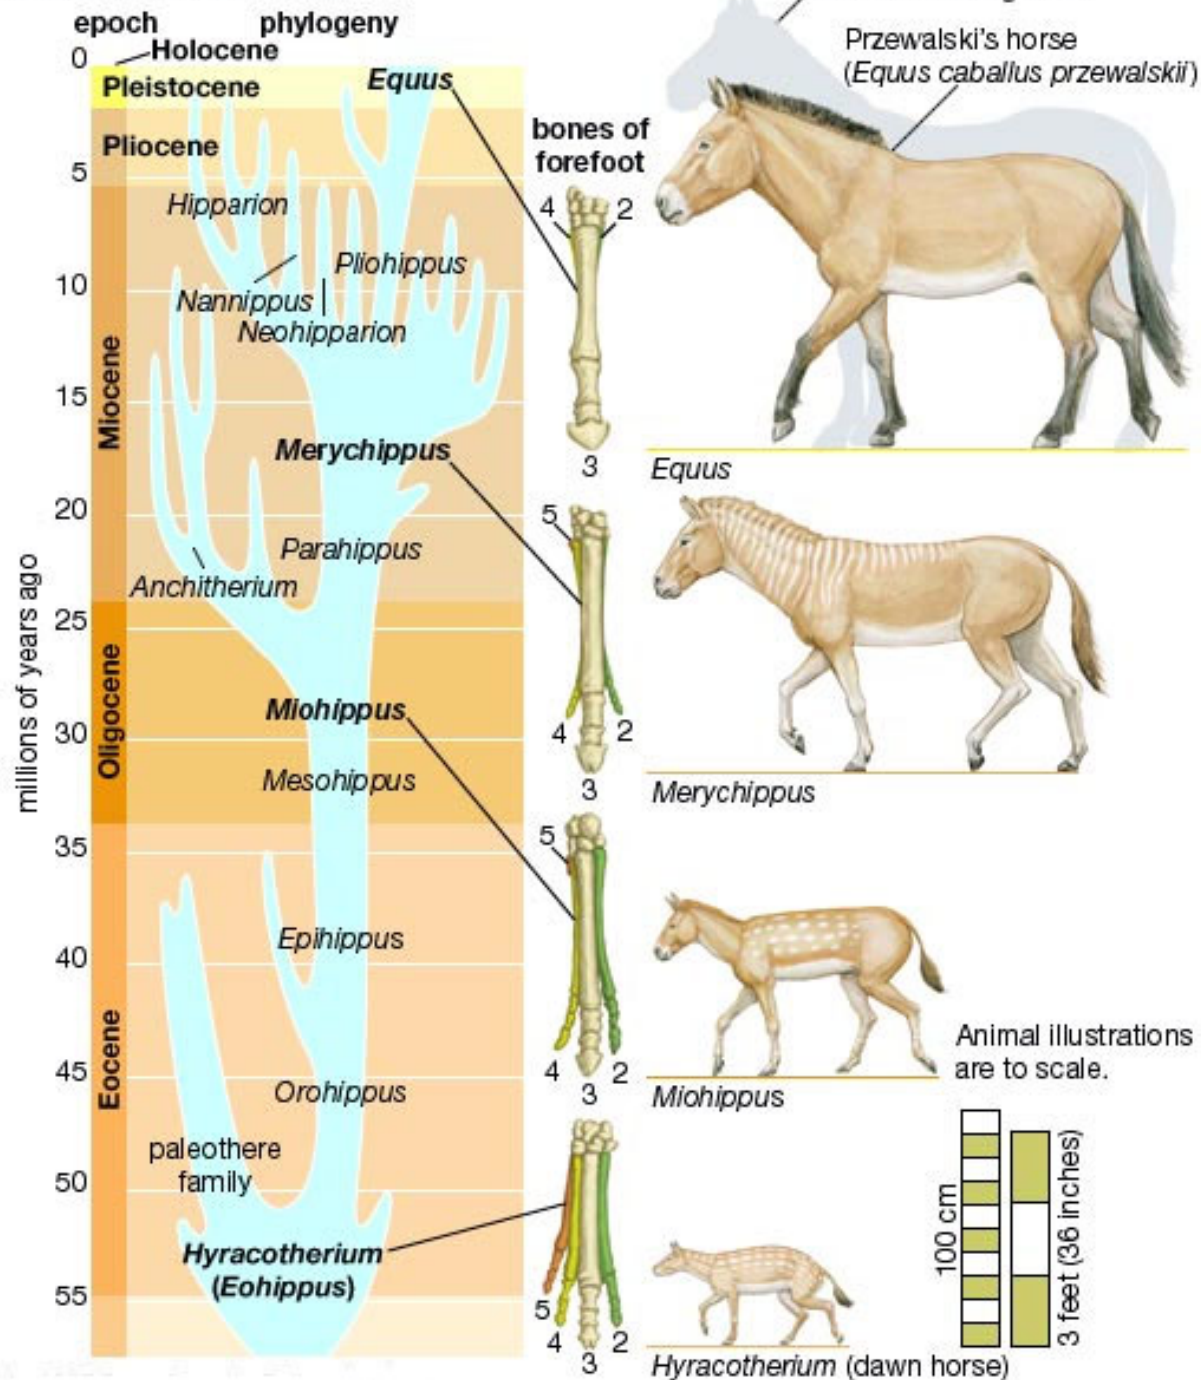 epoch
phylogeny
Holocene
0
Pleistocene
Equus
Pliocene
5
Hipparion
Pliohippus
10
Nannippus
Neohipparion
Miocene
15
Merychippus
20
Parahippus
Anchitherium
millions of years ago
25
Oligocene
Miohippus
30
Mesohippus
35
Epihippus
40
Eocene
45
Orohippus
paleothere
family
50
Hyracotherium
(Eohippus)
55
bones of
forefoot
4
2
3
5
4
2
3
5
4
2
3
5
4
2
3
Przewalski's horse
(Equus caballus przewalskii)
Equus
Merychippus
Miohippus
Animal illustrations
are to scale.
100 cm
3 feet (36 inches)
Hyracotherium (dawn horse)